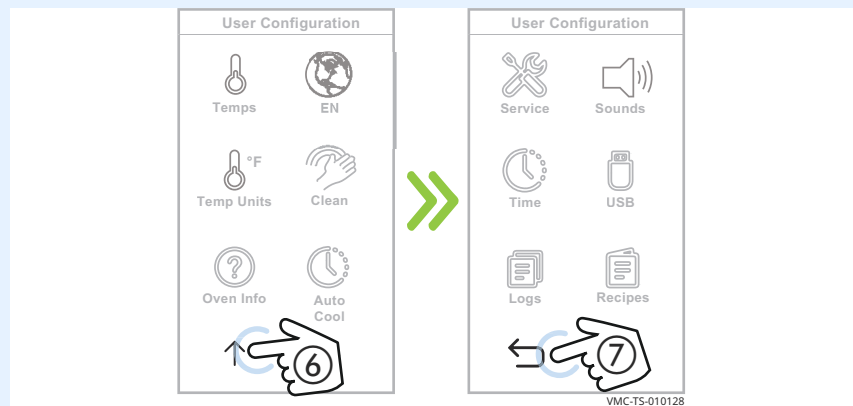 User Configuration
Temps
EN
°F
Temp Units
Clean
?
Oven Info
Auto
Cool
6
User Configuration
Service
Sounds
Time
USB
Logs
Recipes
7
VMC-TS-010128